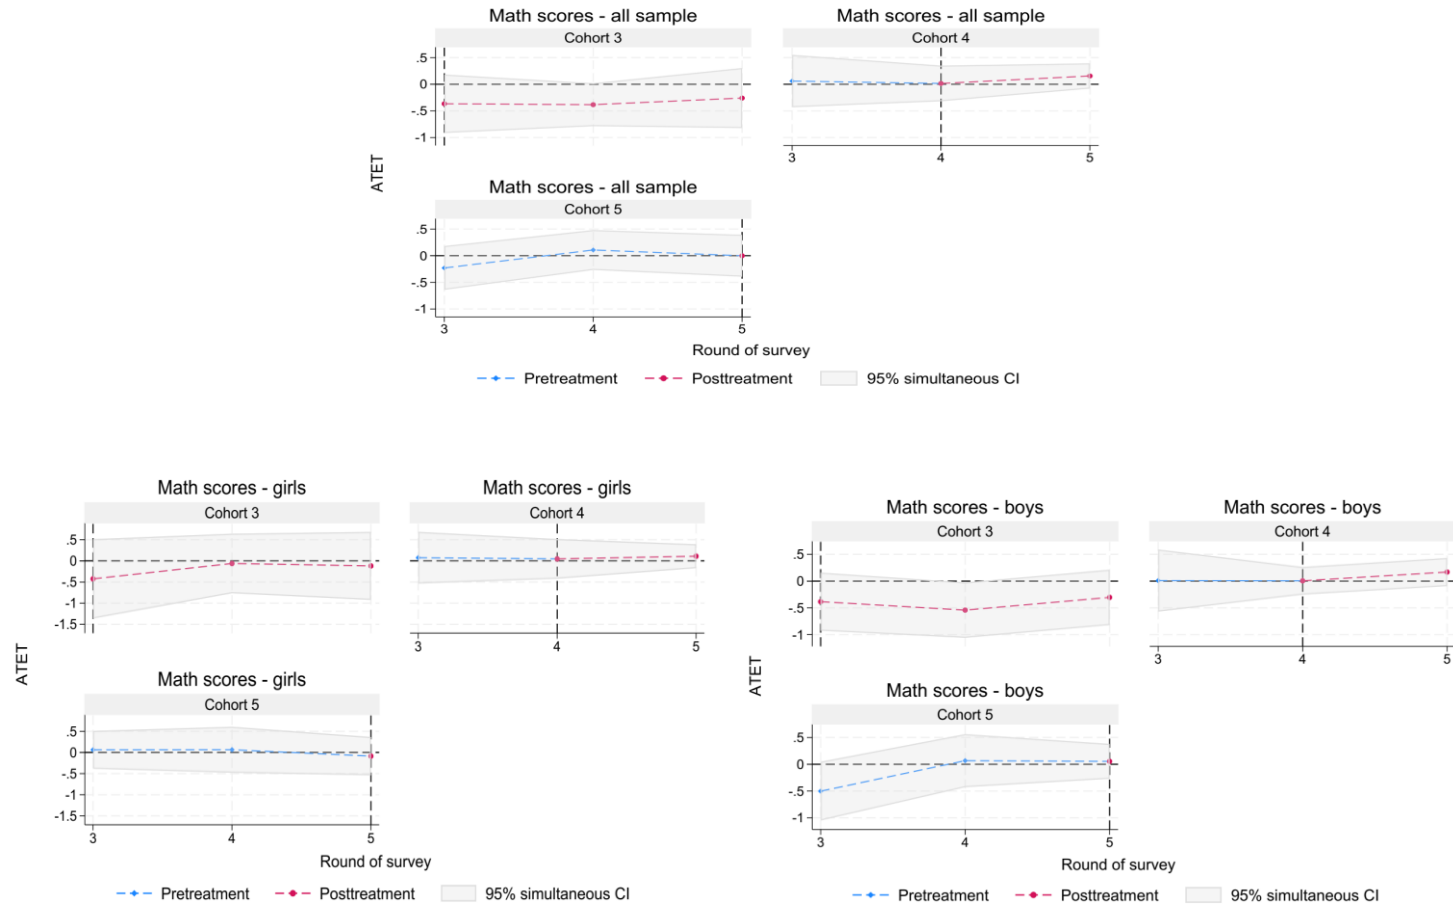 Math scores - all sample
Cohort 3
.5
0
-.5
-1
Math scores - all sample
Cohort 4
3
4
5
ATET
Math scores - all sample
Cohort 5
.5
0
-.5
-1
3
4
5
Round of survey
Pretreatment
Posttreatment
95% simultaneous CI
Math scores - girls
Cohort 3
.5
0
-.5
-1
-1.5
Math scores - girls
Cohort 4
3
4
5
ATET
Math scores - girls
Cohort 5
.5
0
-.5
-1
-1.5
3
4
5
Round of survey
Pretreatment
Posttreatment
95% simultaneous CI
Math scores - boys
Cohort 3
.5
0
-.5
-1
Math scores - boys
Cohort 4
3
4
5
ATET
Math scores - boys
Cohort 5
.5
0
-.5
-1
3
4
5
Round of survey
Pretreatment
Posttreatment
95% simultaneous CI